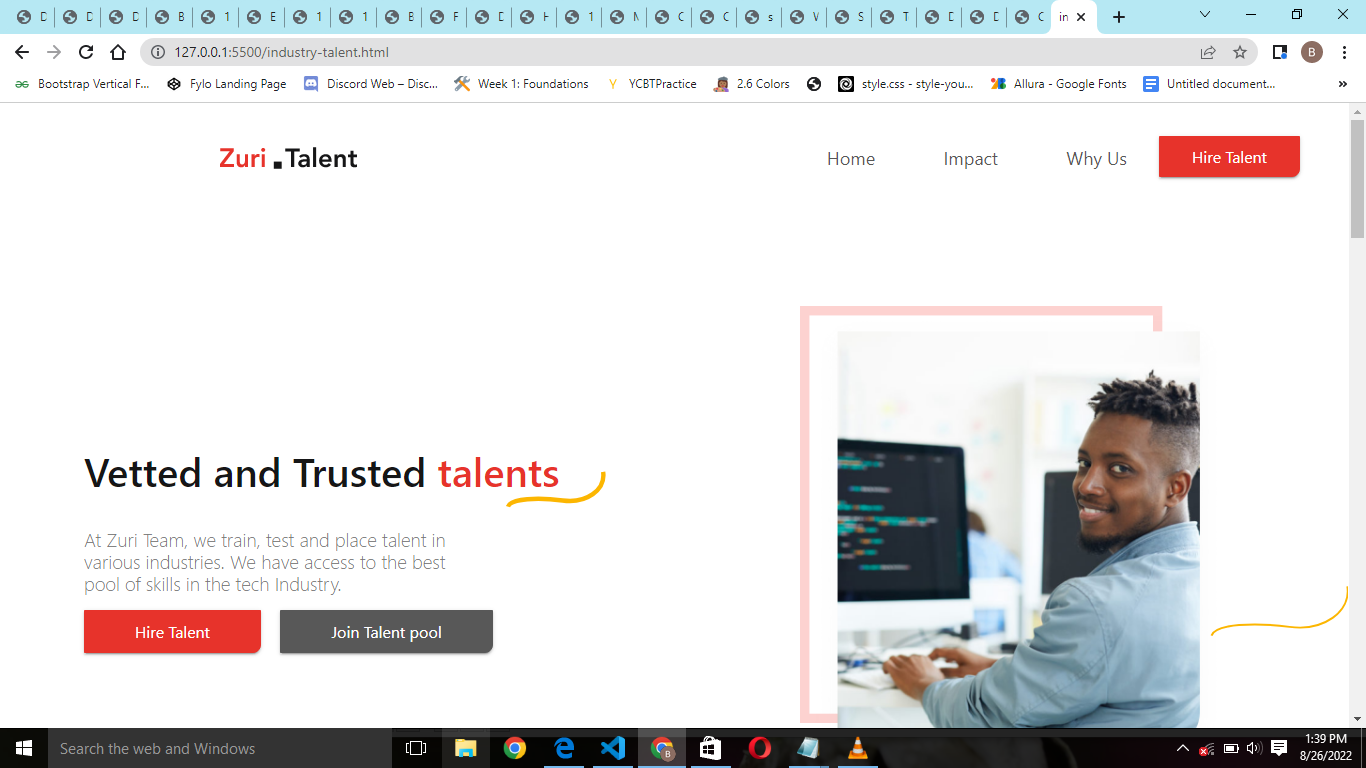 D
D
D
B
1
E
1
1
B
F
D
H
1
M
C
C
s
W
S
T
D
D
C
in
127.0.0.1:5500/industry-talent.html
B
Bootstrap Vertical F...
Fylo Landing Page
Discord Web – Disc...
Week 1: Foundations
YCBTPractice
2.6 Colors
style.css - style-you...
Allura - Google Fonts
Untitled document...
»
Zuri .Talent
Home
Impact
Why Us
Hire Talent
Vetted and Trusted talents
At Zuri Team, we train, test and place talent in
various industries. We have access to the best
pool of skills in the tech Industry.
Hire Talent
Join Talent pool
Search the web and Windows
1:39 PM
8/26/2022